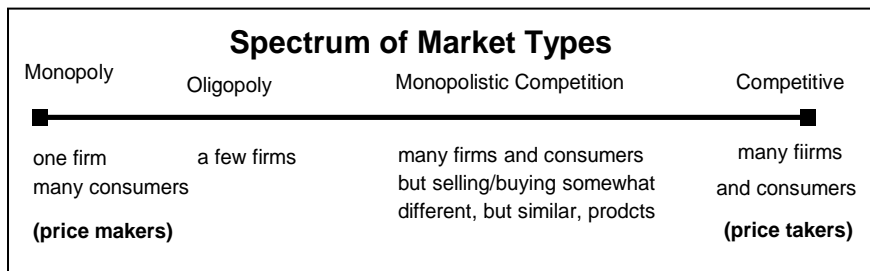 Spectrum of Market Types
Monopoly
Oligopoly
Monopolistic Competition
Competitive
one firm
many consumers
(price makers)
a few firms
many firms and consumers
but selling/buying somewhat
different, but similar, prodcts
many fiirms
and consumers
(price takers)